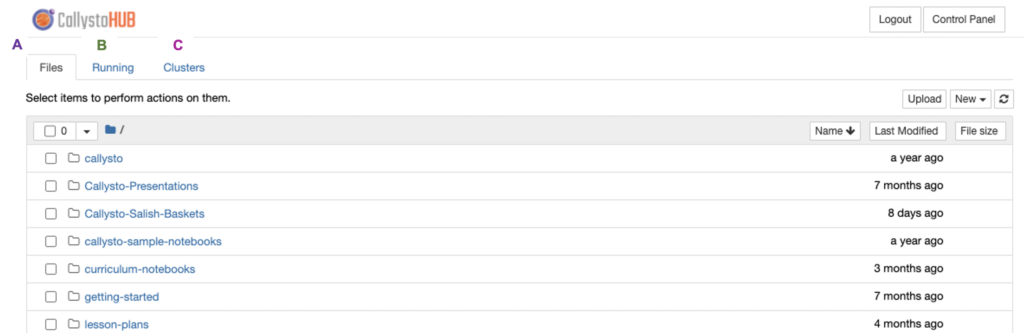 CallystoHUB
Logout Control Panel
A B C
Files Running Clusters
Select items to perform actions on them.
Upload New
0 / Name Last Modified File size
callysto a year ago
Callysto-Presentations 7 months ago
Callysto-Salish-Baskets 8 days ago
callysto-sample-notebooks a year ago
curriculum-notebooks 3 months ago
getting-started 7 months ago
lesson-plans 4 months ago